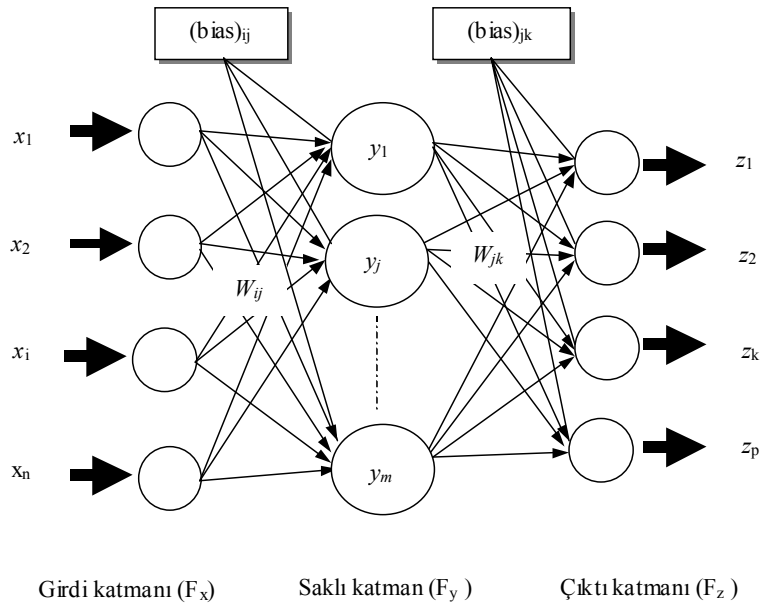 (bias)ij (bias)jk
x1 y1 z1
x2 yj z2
Wij Wjk
xi zk
xn ym zp
Girdi katmanı (Fx) Saklı katman (Fy) Çıktı katmanı (Fz)